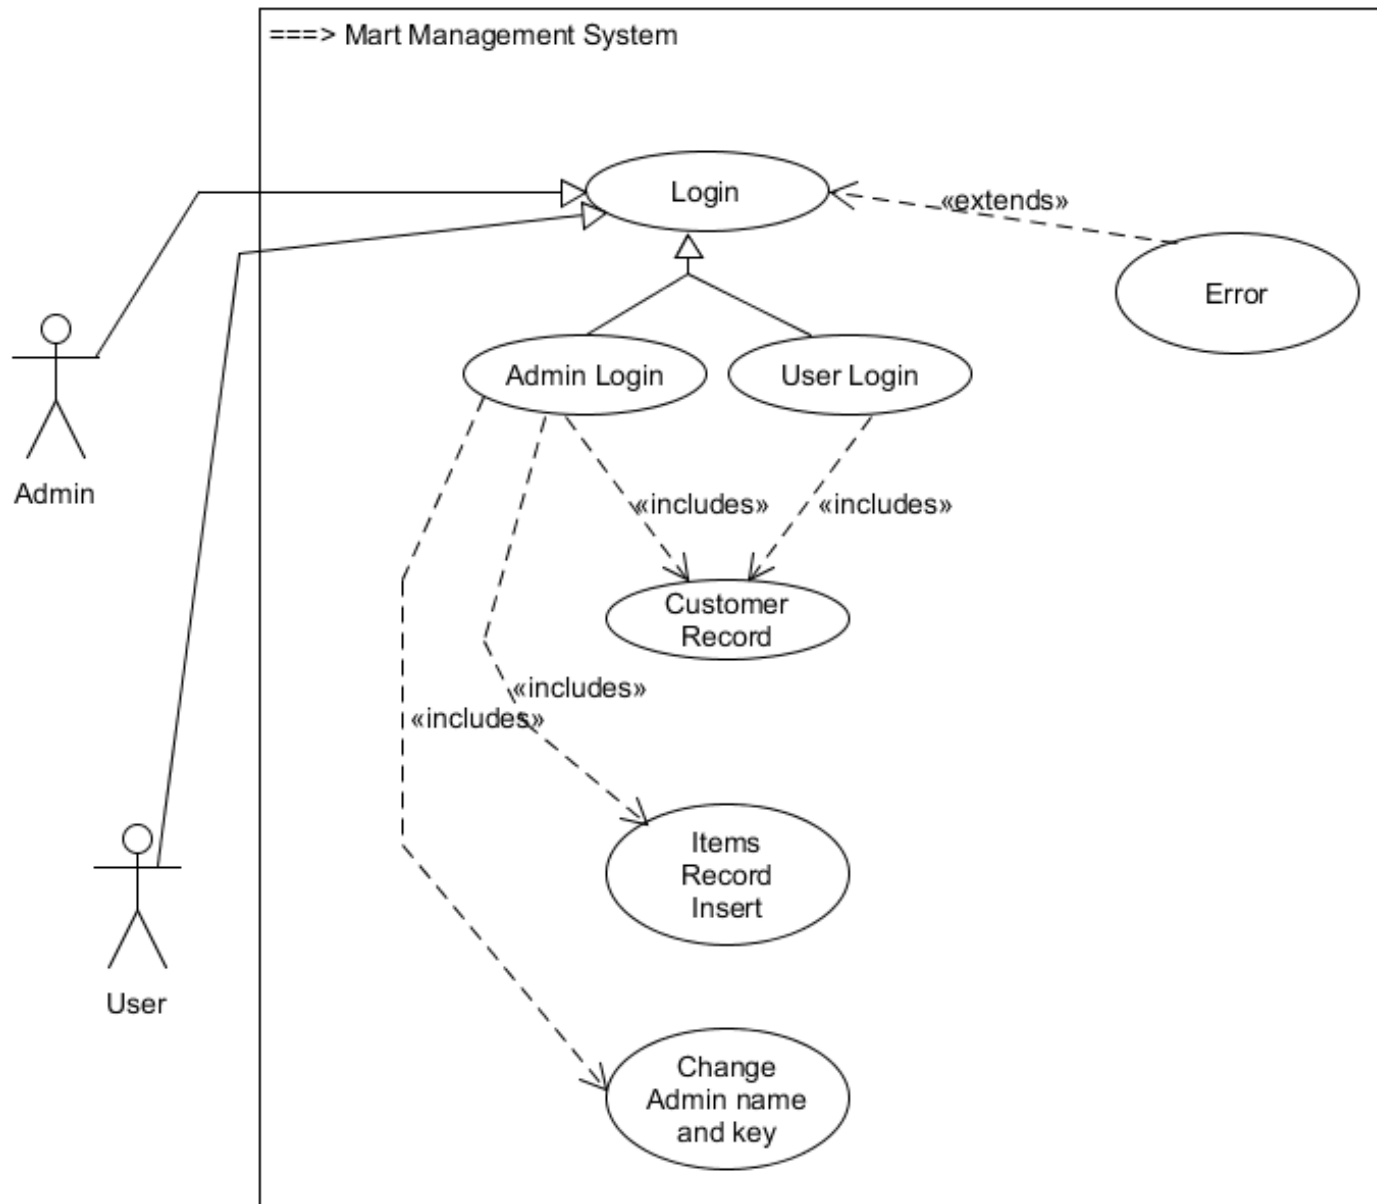 ===> Mart Management System
Login
«extends»
Error
Admin Login
User Login
Admin
«includes»
«includes»
Customer
Record
«includes»
«includes»
Items
Record
Insert
User
Change
Admin name
and key